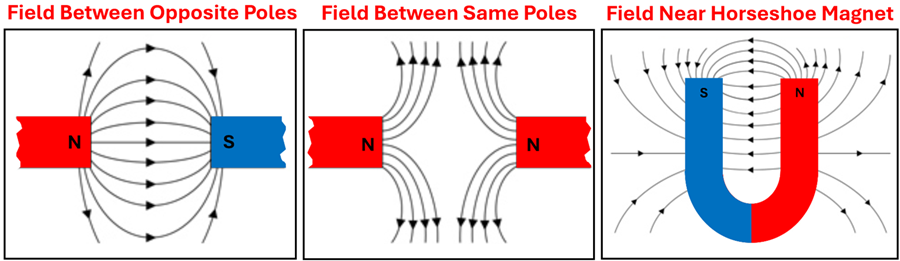 Field Between Opposite Poles
N
S
Field Between Same Poles
N
N
Field Near Horseshoe Magnet
S
N